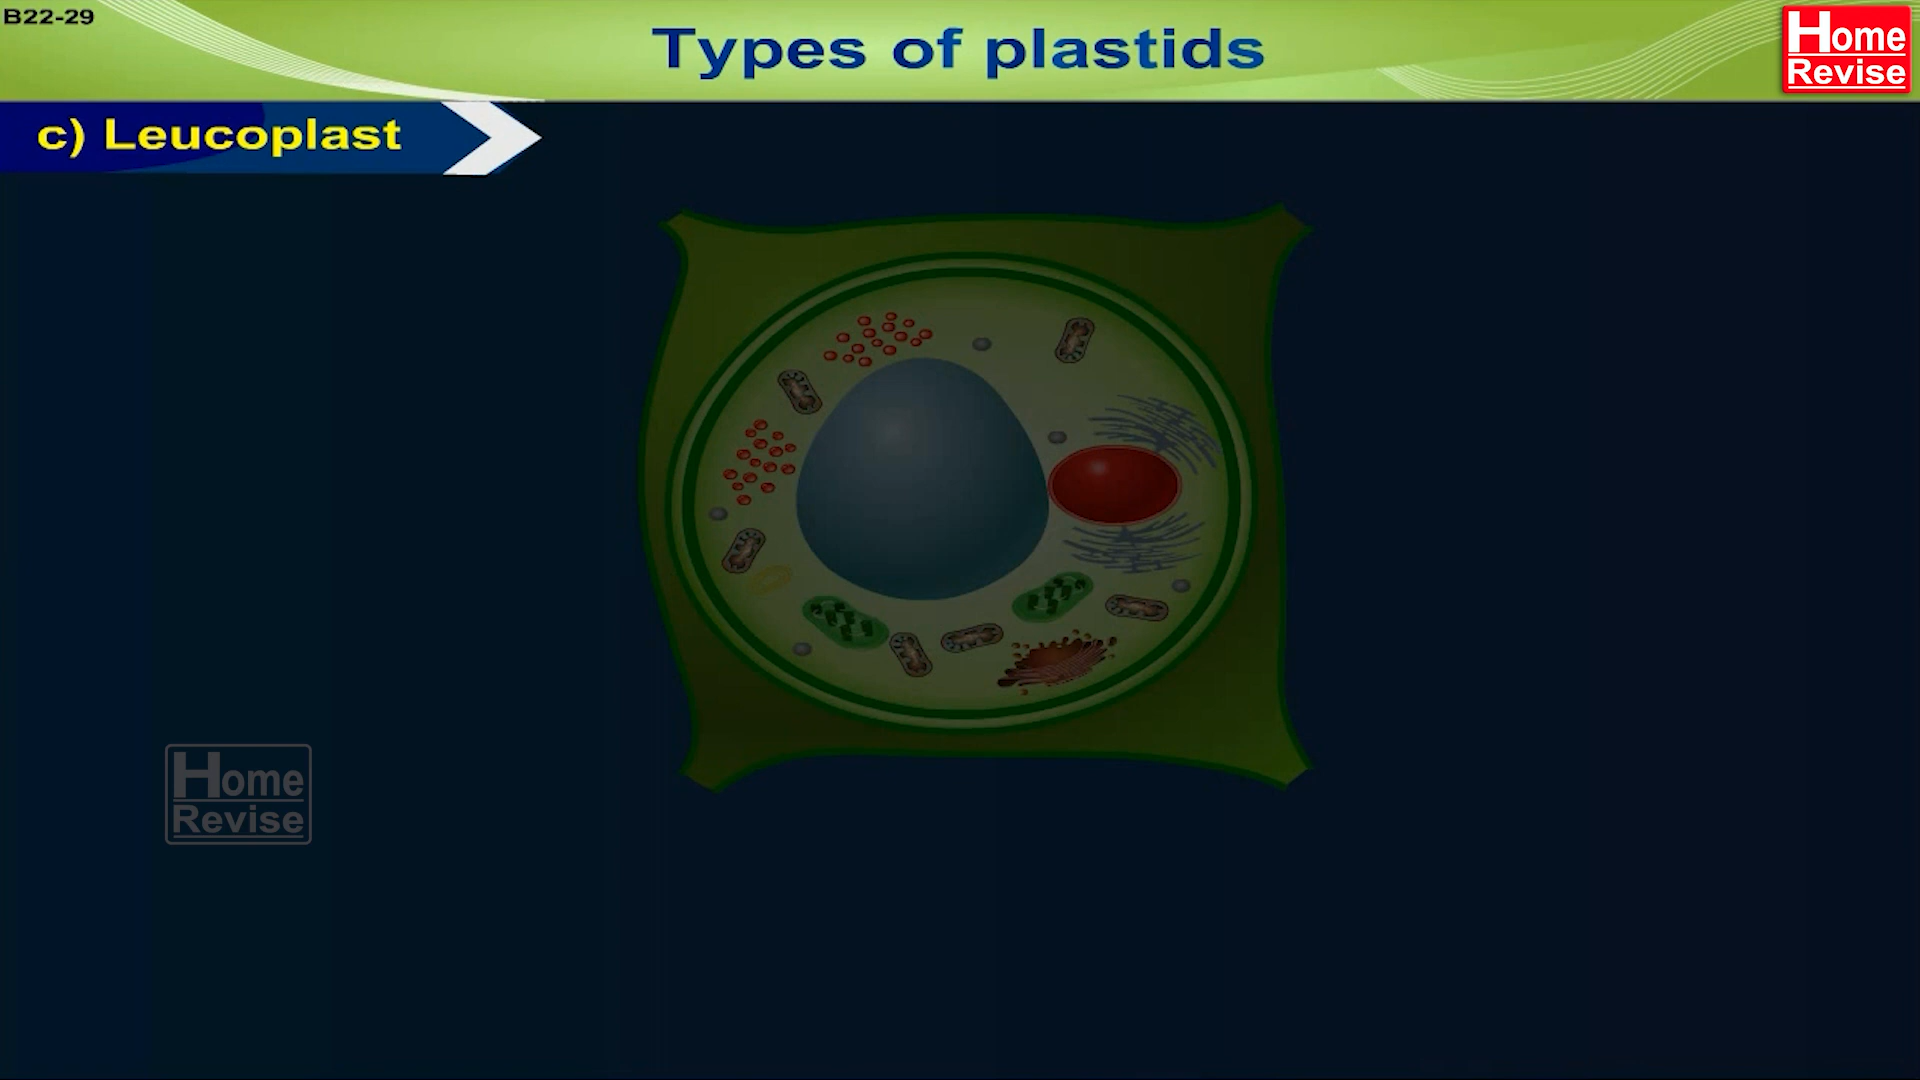 B22-29
Types of plastids
Home
Revise
c) Leucoplast
Home
Revise